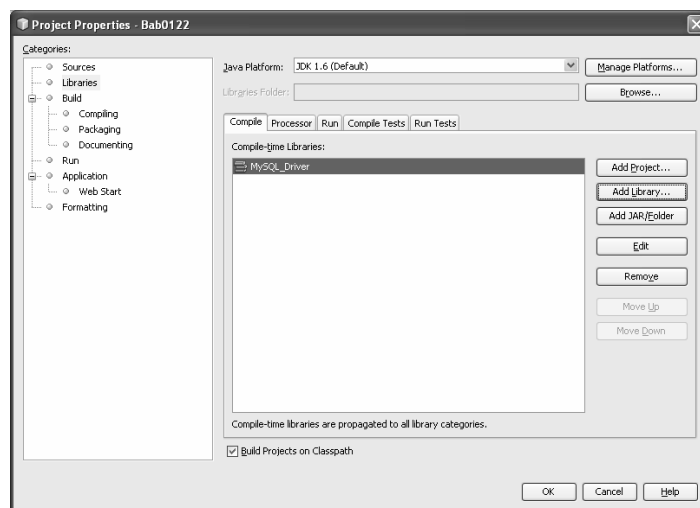 Project Properties - Bab0122
Categories:
Sources
Libraries
Build
Compiling
Packaging
Documenting
Run
Application
Web Start
Formatting
Java Platform: JDK 1.6 (Default) Manage Platforms...
Libraries Folder: Browse...
Compile Processor Run Compile Tests Run Tests
Compile-time Libraries:
MySQL_Driver
Add Project...
Add Library...
Add JAR/Folder
Edit
Remove
Move Up
Move Down
Compile-time libraries are propagated to all library categories.
Build Projects on Classpath
OK Cancel Help